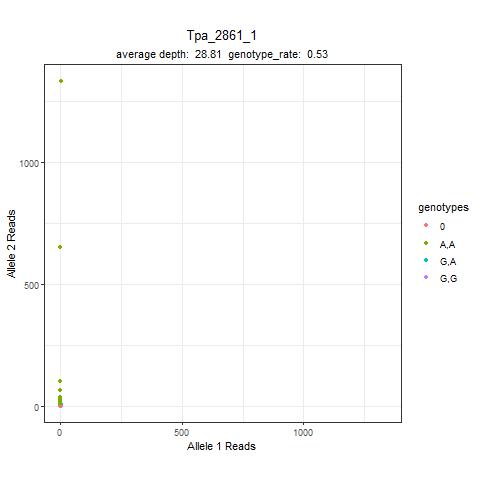 Tpa_2861_1
average depth: 28.81 genotype_rate: 0.53
Allele 2 Reads
1000
500
0
0 500 1000
Allele 1 Reads
genotypes
0
A,A
G,A
G,G